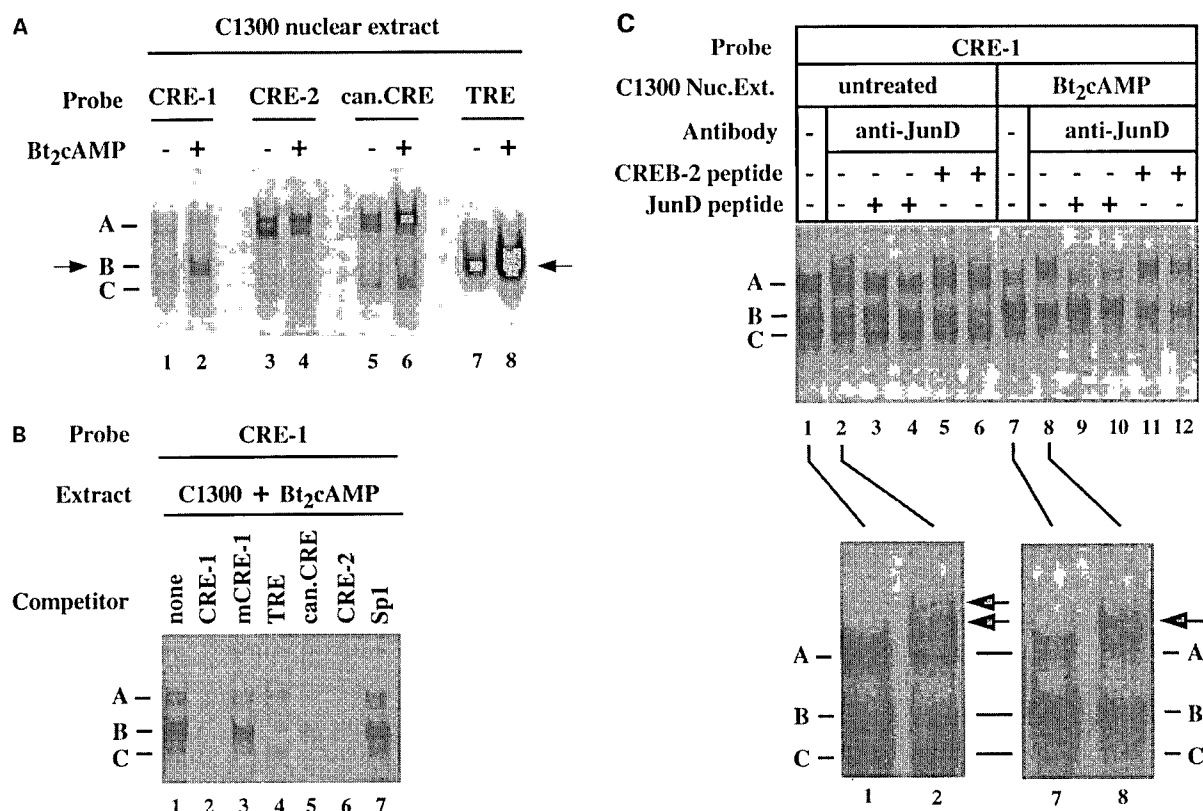 A
C1300 nuclear extract
Probe CRE-1 CRE-2 can.CRE TRE
Bt2cAMP - + - + - + - +
A
B
C
1 2 3 4 5 6 7 8
B
Probe CRE-1
Extract C1300 + Bt2cAMP
Competitor none CRE-1 mCRE-1 TRE can.CRE CRE-2 Sp1
A
B
C
1 2 3 4 5 6 7
C
Probe CRE-1
C1300 Nuc.Ext. untreated Bt2cAMP
Antibody - anti-JunD - anti-JunD
CREB-2 peptide - - - - + + - - - - + +
JunD peptide - - + + - - - - + + - -
A
B
C
1 2 3 4 5 6 7 8 9 10 11 12
A A
B B
C C
1 2 7 8